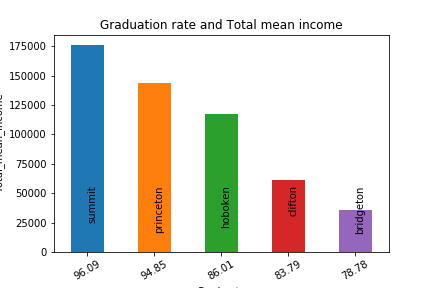 Graduation rate and Total mean income
175000
150000
125000
100000
75000
50000
25000
0
summit
princeton
hoboken
clifton
bridgeton
96.09
94.85
86.01
83.79
78.78